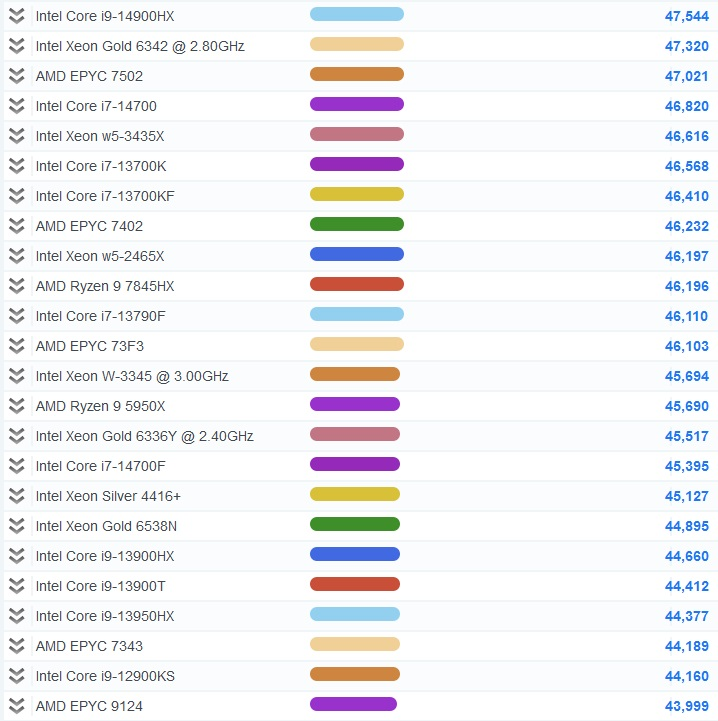 Intel Core i9-14900HX 47,544
Intel Xeon Gold 6342 @ 2.80GHz 47,320
AMD EPYC 7502 47,021
Intel Core i7-14700 46,820
Intel Xeon w5-3435X 46,616
Intel Core i7-13700K 46,568
Intel Core i7-13700KF 46,410
AMD EPYC 7402 46,232
Intel Xeon w5-2465X 46,197
AMD Ryzen 9 7845HX 46,196
Intel Core i7-13790F 46,110
AMD EPYC 73F3 46,103
Intel Xeon W-3345 @ 3.00GHz 45,694
AMD Ryzen 9 5950X 45,690
Intel Xeon Gold 6336Y @ 2.40GHz 45,517
Intel Core i7-14700F 45,395
Intel Xeon Silver 4416+ 45,127
Intel Xeon Gold 6538N 44,895
Intel Core i9-13900HX 44,660
Intel Core i9-13900T 44,412
Intel Core i9-13950HX 44,377
AMD EPYC 7343 44,189
Intel Core i9-12900KS 44,160
AMD EPYC 9124 43,999